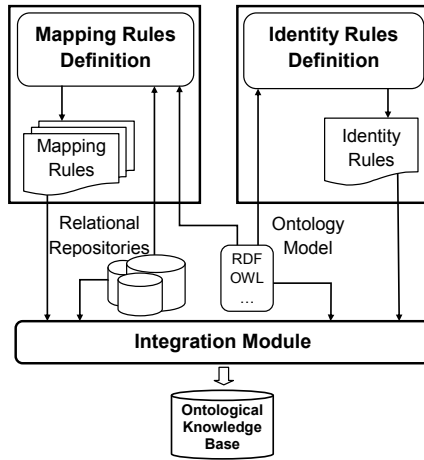 Mapping Rules
Definition
Identity Rules
Definition
Mapping
Rules
Identity
Rules
Relational
Repositories
Ontology
Model
RDF
OWL
...
Integration Module
Ontological
Knowledge
Base